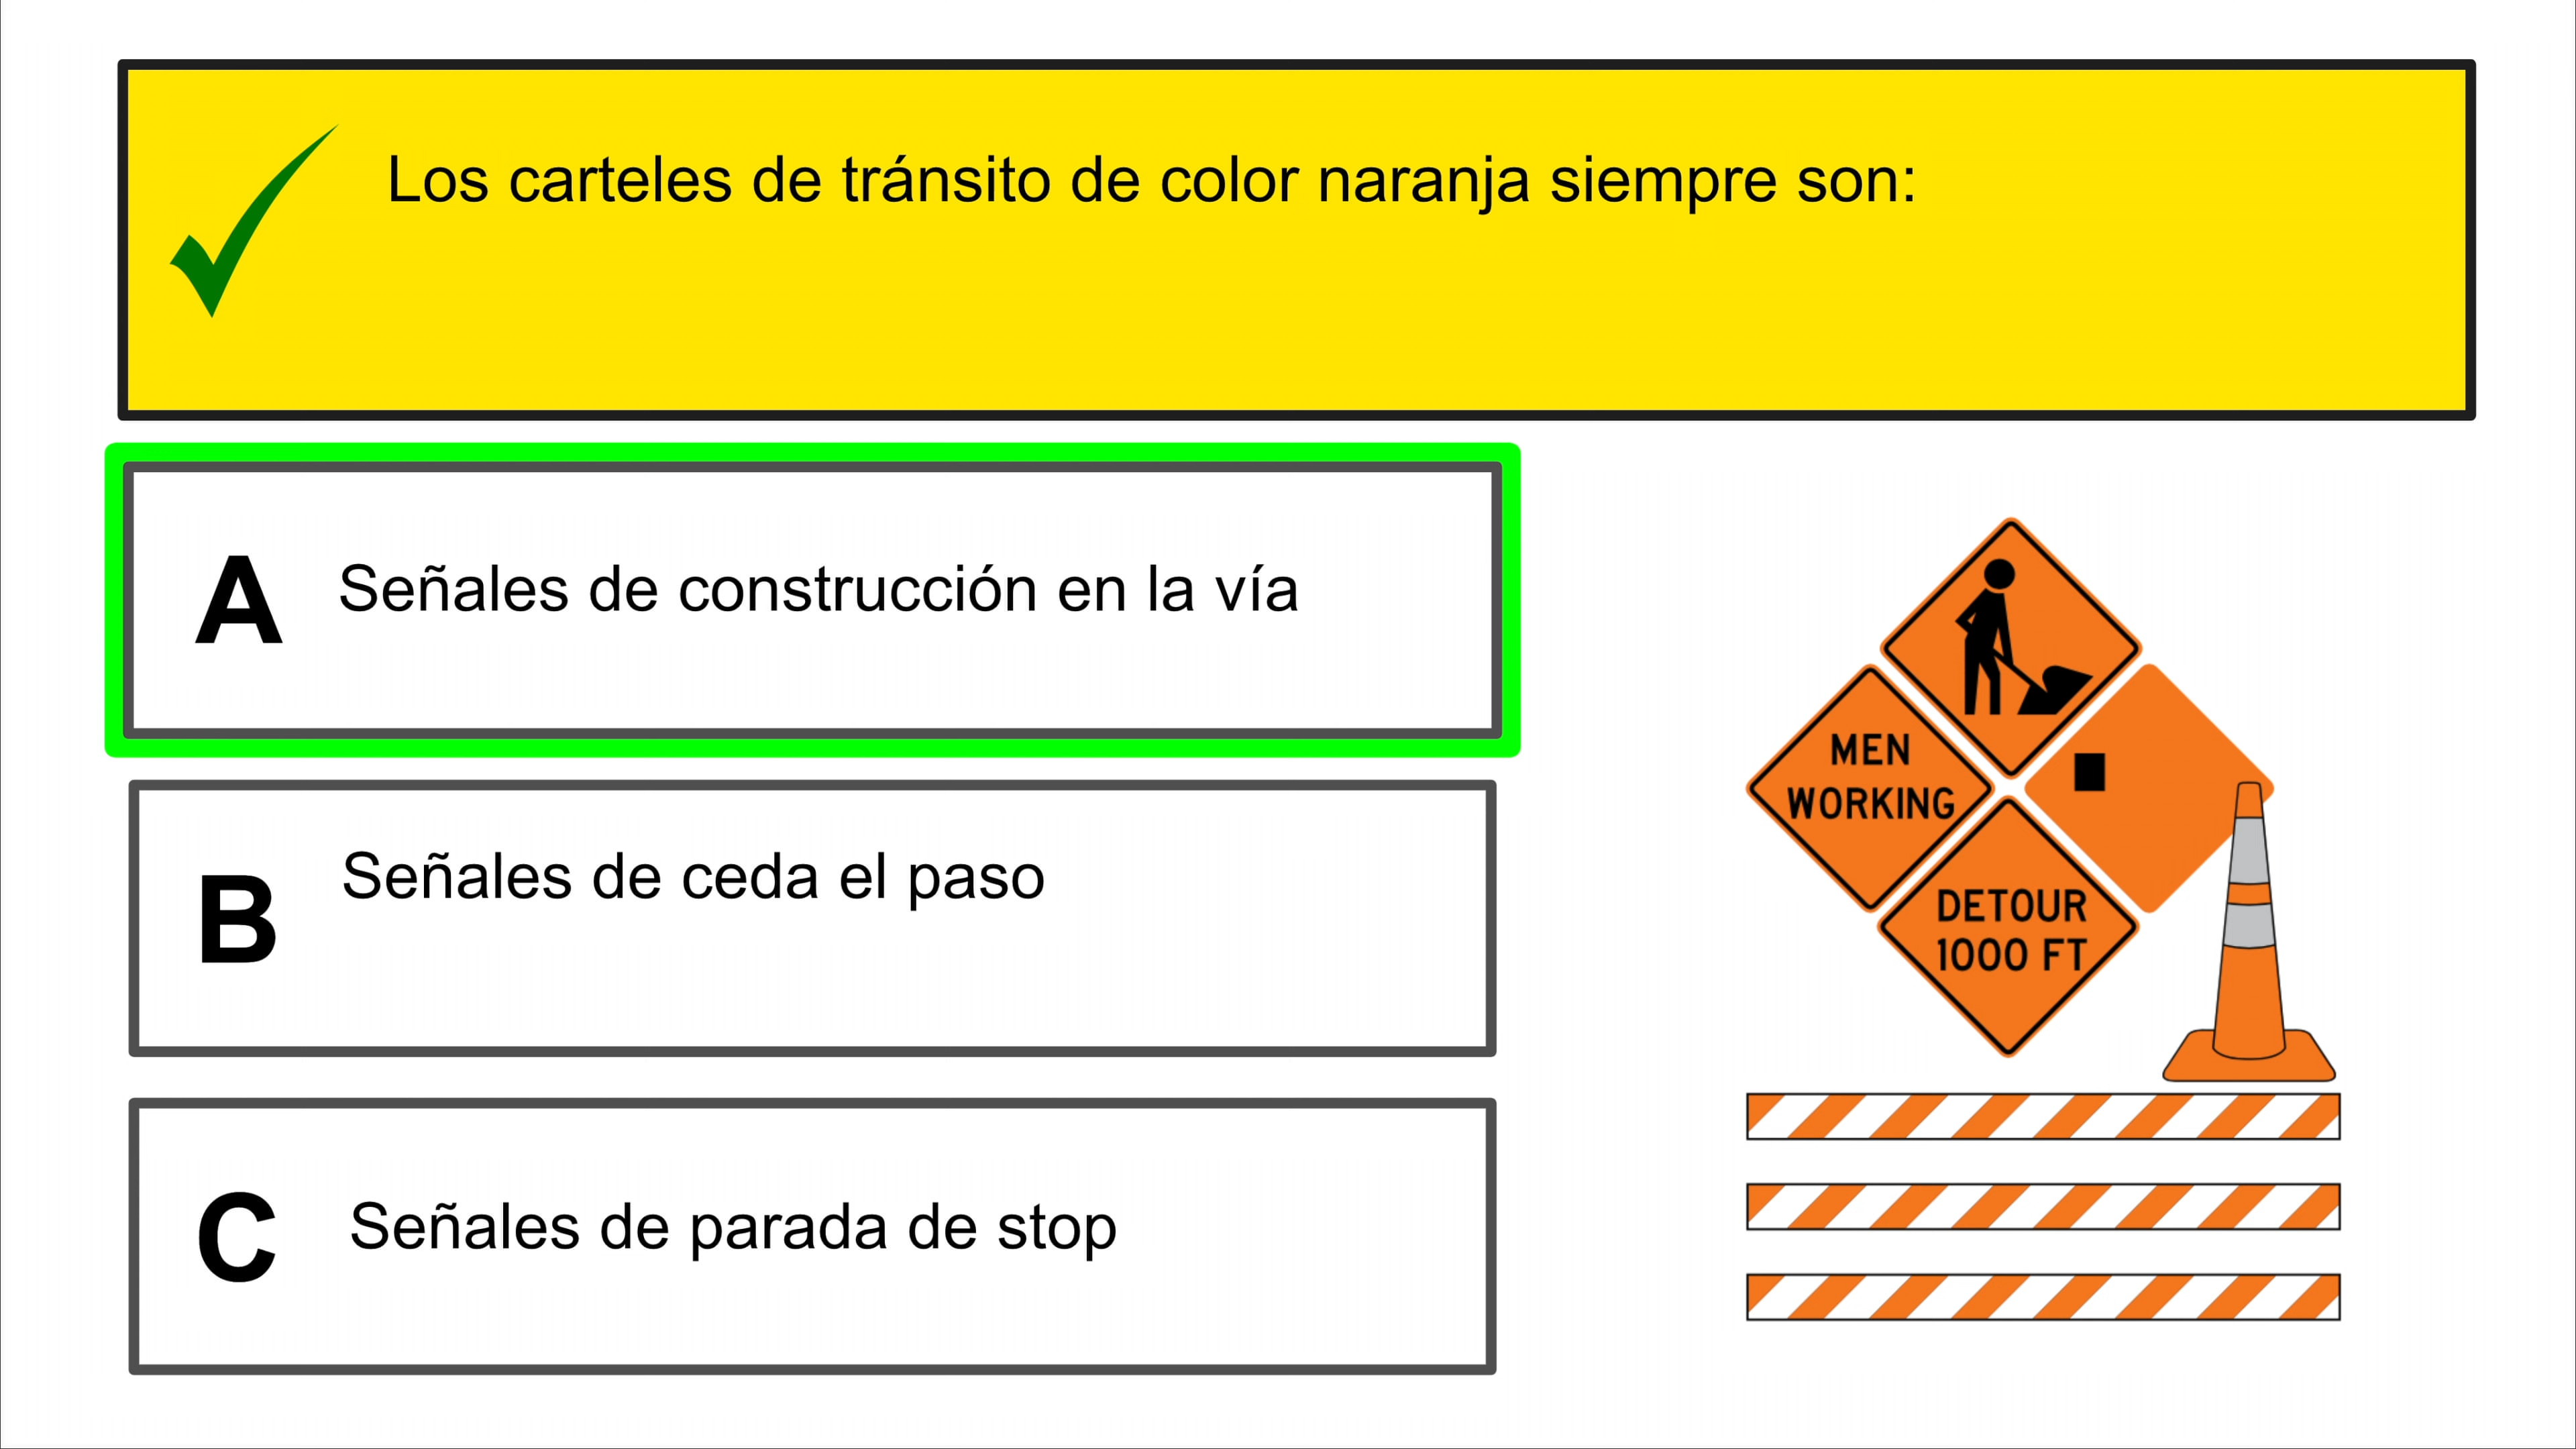 Los carteles de tránsito de color naranja siempre son:
A
Señales de construcción en la vía
B
Señales de ceda el paso
C
Señales de parada de stop
MEN
WORKING
DETOUR
1000 FT